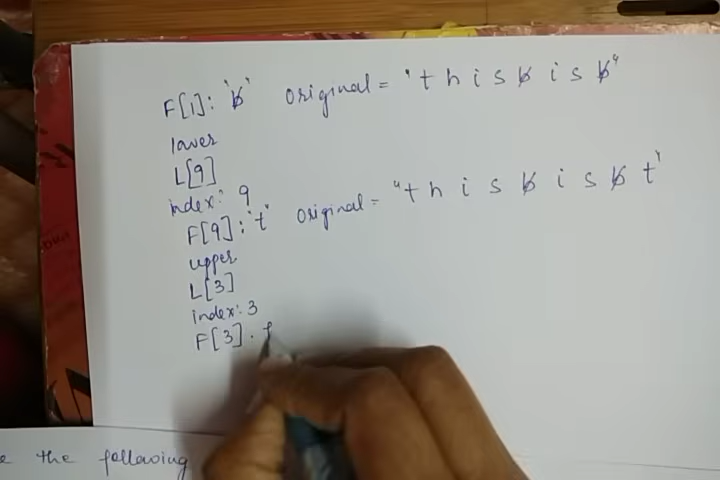 F[1]: 'ƀ' Original = "t h i s ƀ i s ƀ"
lower
L[9]
index: 9
F[9]: 't' Original = "t h i s ƀ i s ƀ t"
upper
L[3]
index: 3
F[3]:
the following